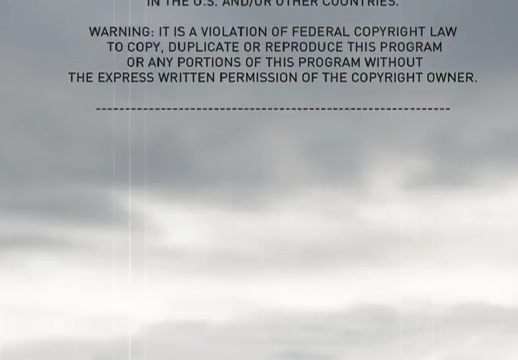 IN THE U.S. AND/OR OTHER COUNTRIES.
WARNING: IT IS A VIOLATION OF FEDERAL COPYRIGHT LAW
TO COPY, DUPLICATE OR REPRODUCE THIS PROGRAM
OR ANY PORTIONS OF THIS PROGRAM WITHOUT
THE EXPRESS WRITTEN PERMISSION OF THE COPYRIGHT OWNER.